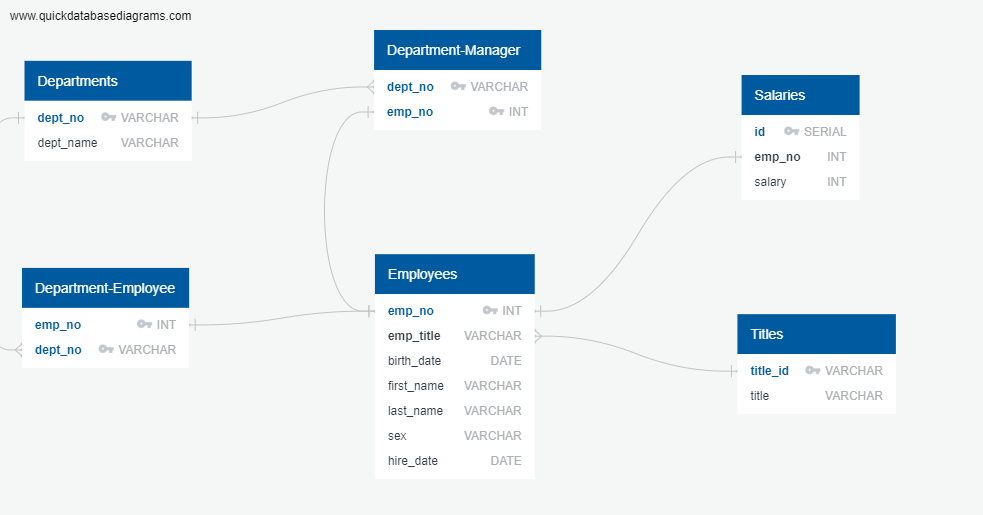 www.quickdatabasediagrams.com
Departments
dept_no VARCHAR
dept_name VARCHAR
Department-Manager
dept_no VARCHAR
emp_no INT
Salaries
id SERIAL
emp_no INT
salary INT
Department-Employee
emp_no INT
dept_no VARCHAR
Employees
emp_no INT
emp_title VARCHAR
birth_date DATE
first_name VARCHAR
last_name VARCHAR
sex VARCHAR
hire_date DATE
Titles
title_id VARCHAR
title VARCHAR